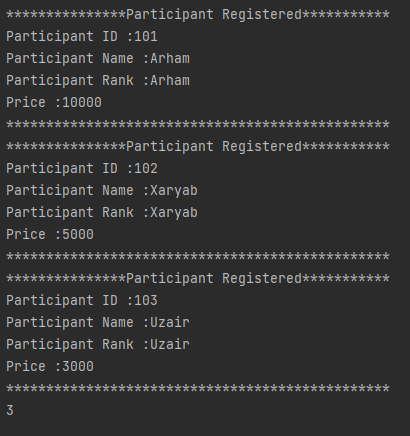 ***************Participant Registered***********
Participant ID :101
Participant Name :Arham
Participant Rank :Arham
Price :10000
************************************************
***************Participant Registered***********
Participant ID :102
Participant Name :Xaryab
Participant Rank :Xaryab
Price :5000
************************************************
***************Participant Registered***********
Participant ID :103
Participant Name :Uzair
Participant Rank :Uzair
Price :3000
************************************************
3